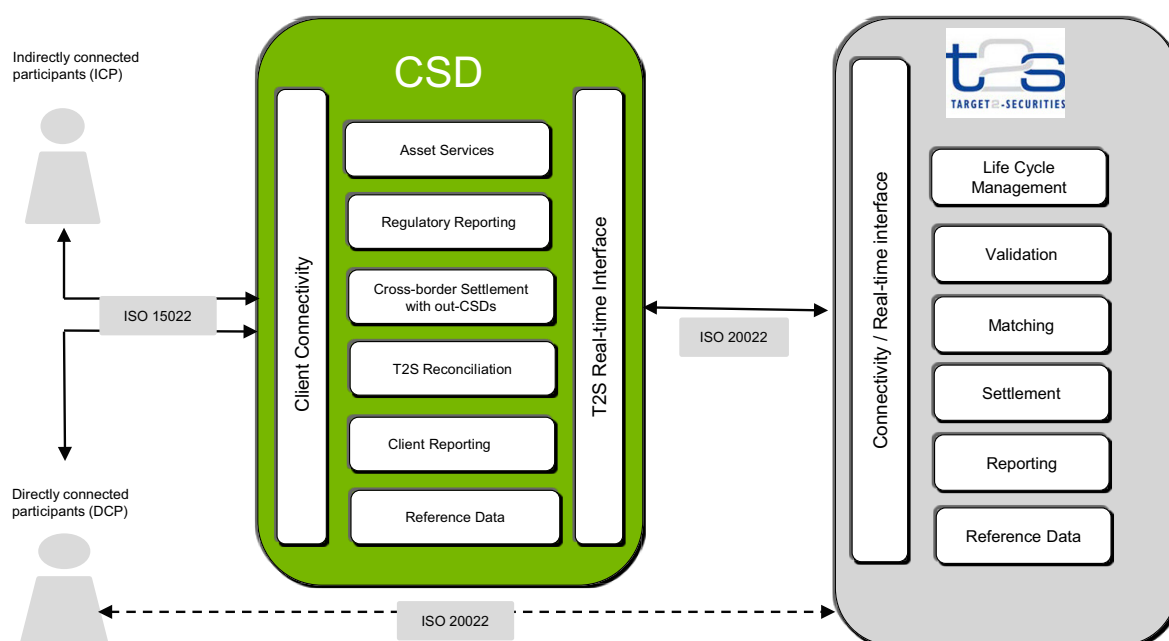 Indirectly connected
participants (ICP)
ISO 15022
Directly connected
participants (DCP)
CSD
Client Connectivity
Asset Services
Regulatory Reporting
Cross-border Settlement
with out-CSDs
T2S Reconciliation
Client Reporting
Reference Data
T2S Real-time Interface
ISO 20022
ISO 20022
Connectivity / Real-time interface
t2s
TARGET2-SECURITIES
Life Cycle
Management
Validation
Matching
Settlement
Reporting
Reference Data